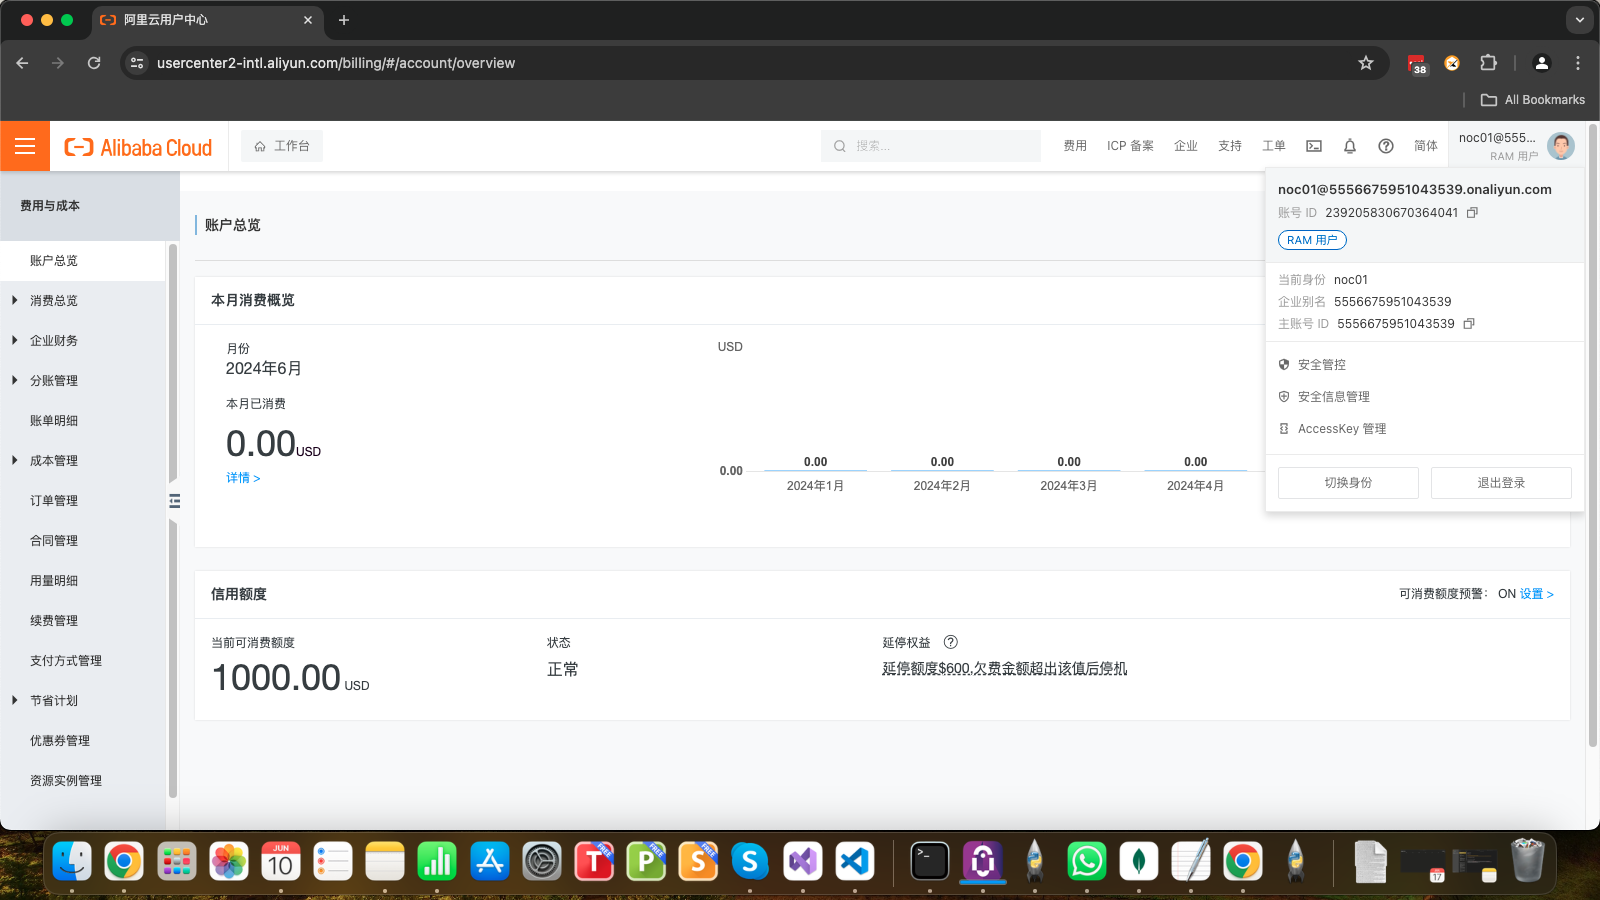 阿里云用户中心
usercenter2-intl.aliyun.com/billing/#/account/overview
38
All Bookmarks
Alibaba Cloud
工作台
搜索...
费用
ICP 备案
企业
支持
工单
简体
noc01@555...
RAM 用户
费用与成本
账户总览
消费总览
企业财务
分账管理
账单明细
成本管理
订单管理
合同管理
用量明细
续费管理
支付方式管理
节省计划
优惠券管理
资源实例管理
账户总览
本月消费概览
月份
2024年6月
本月已消费
0.00USD
详情 >
USD
0.00
0.00
0.00
0.00
0.00
2024年1月
2024年2月
2024年3月
2024年4月
noc01@5556675951043539.onaliyun.com
账号 ID 239205830670364041
RAM 用户
当前身份 noc01
企业别名 5556675951043539
主账号 ID 5556675951043539
安全管控
安全信息管理
AccessKey 管理
切换身份
退出登录
信用额度
可消费额度预警： ON 设置 >
当前可消费额度
1000.00 USD
状态
正常
延停权益
延停额度$600,欠费金额超出该值后停机
JUN
10
T
FREE
P
FREE
S
FREE
17